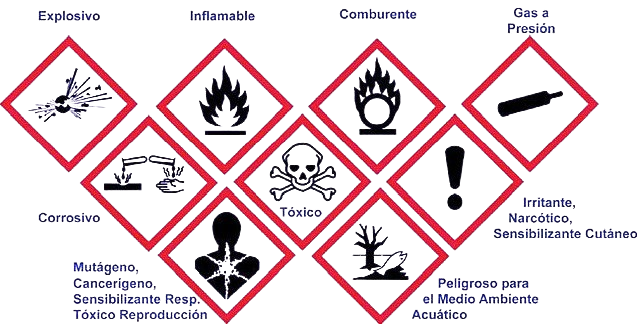 Explosivo
Inflamable
Comburente
Gas a
Presión
Corrosivo
Tóxico
Irritante,
Narcótico,
Sensibilizante Cutáneo
Mutágeno,
Cancerígeno,
Sensibilizante Resp.
Tóxico Reproducción
Peligroso para
el Medio Ambiente
Acuático